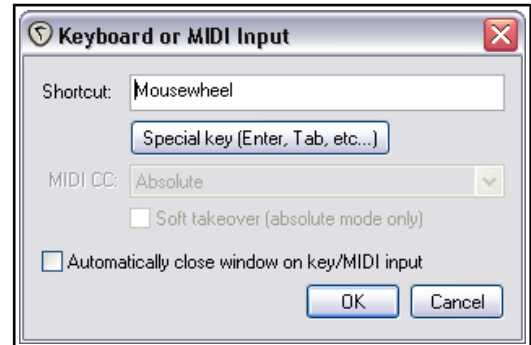 Keyboard or MIDI Input
Shortcut: Mousewheel
Special key (Enter, Tab, etc...)
MIDI CC: Absolute
Soft takeover (absolute mode only)
Automatically close window on key/MIDI input
OK Cancel